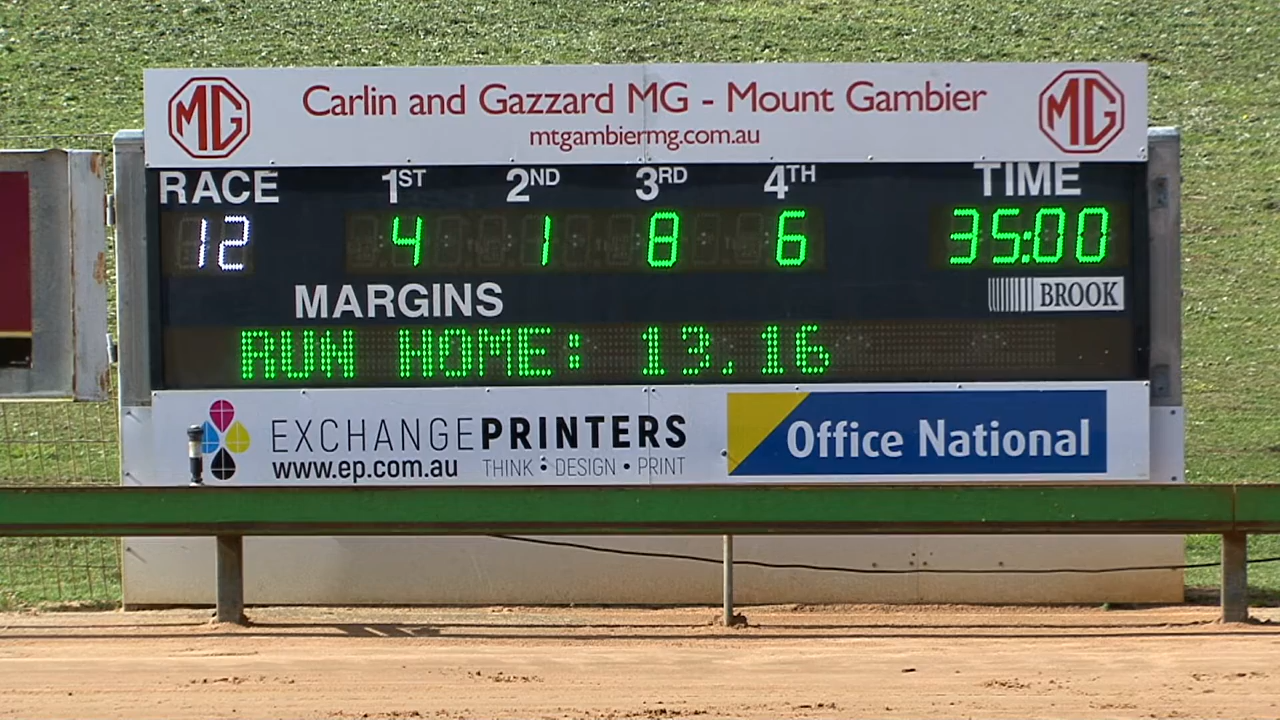 MG Carlin and Gazzard MG - Mount Gambier MG
mtgambiermg.com.au
RACE 1ST 2ND 3RD 4TH TIME
12 4 1 8 6 35:00
MARGINS BROOK
RUN HOME: 13.16
EXCHANGEPRINTERS Office National
www.ep.com.au THINK • DESIGN • PRINT